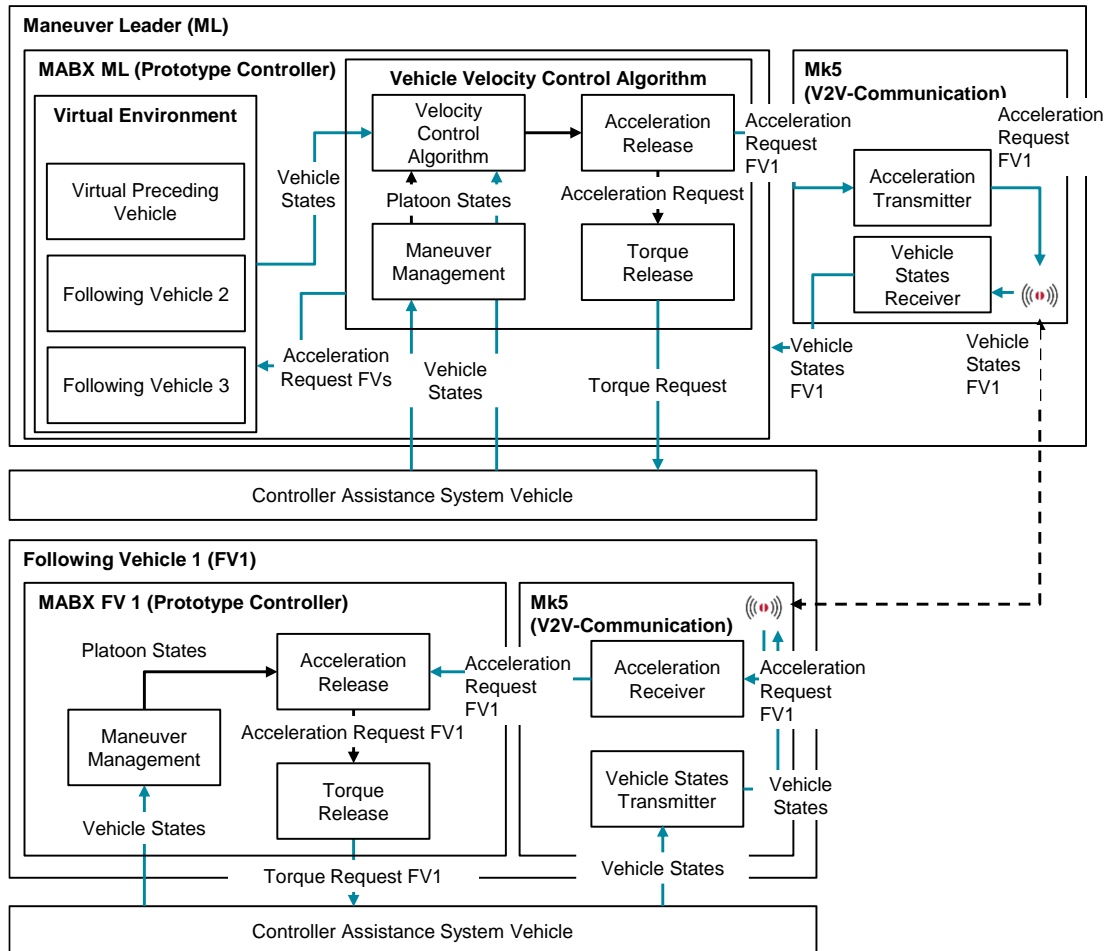 Maneuver Leader (ML)
MABX ML (Prototype Controller)
Virtual Environment
Virtual Preceding
Vehicle
Following Vehicle 2
Following Vehicle 3
Vehicle
States
Acceleration
Request FVs
Vehicle Velocity Control Algorithm
Velocity
Control
Algorithm
Acceleration
Release
Platoon States
Acceleration Request
Maneuver
Management
Torque
Release
Vehicle
States
Torque Request
Acceleration
Request
FV1
Mk5
(V2V-Communication)
Acceleration
Request
FV1
Acceleration
Transmitter
Vehicle
States
Receiver
Vehicle
States
FV1
Vehicle
States
FV1
Controller Assistance System Vehicle
Following Vehicle 1 (FV1)
MABX FV 1 (Prototype Controller)
Platoon States
Acceleration
Release
Acceleration Request FV1
Maneuver
Management
Torque
Release
Vehicle States
Torque Request FV1
Acceleration
Request
FV1
Mk5
(V2V-Communication)
Acceleration
Receiver
Acceleration
Request
FV1
Vehicle States
Transmitter
Vehicle
States
Vehicle States
Controller Assistance System Vehicle